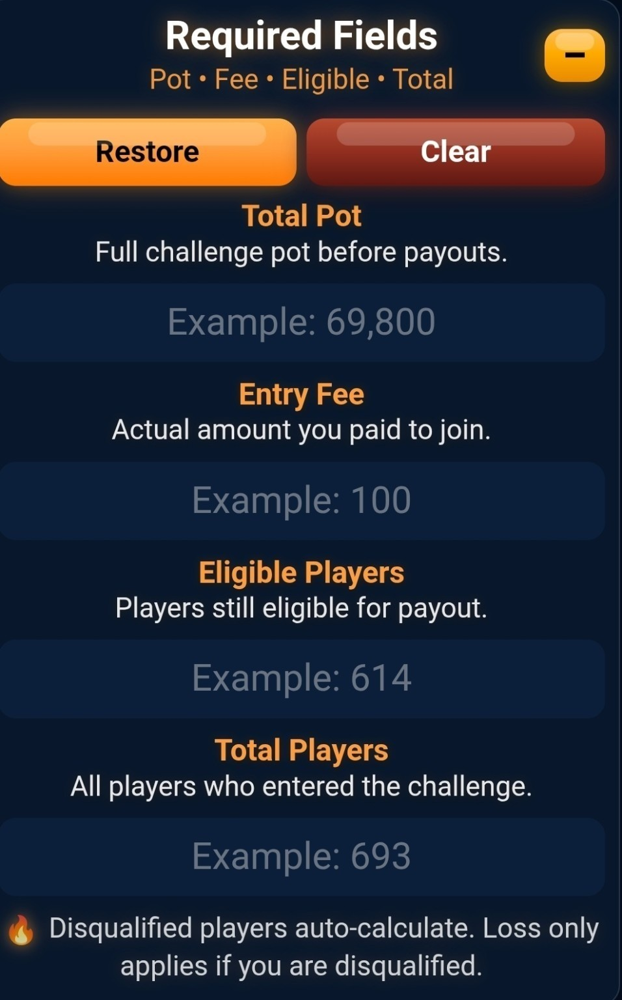 Required Fields
Pot • Fee • Eligible • Total
−
Restore
Clear
Total Pot
Full challenge pot before payouts.
Example: 69,800
Entry Fee
Actual amount you paid to join.
Example: 100
Eligible Players
Players still eligible for payout.
Example: 614
Total Players
All players who entered the challenge.
Example: 693
🔥 Disqualified players auto-calculate. Loss only
applies if you are disqualified.